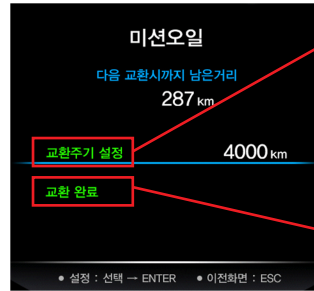 미션오일
다음 교환시까지 남은거리
287 km
교환주기 설정 4000 km
교환 완료
● 설정 : 선택 → ENTER ● 이전화면 : ESC